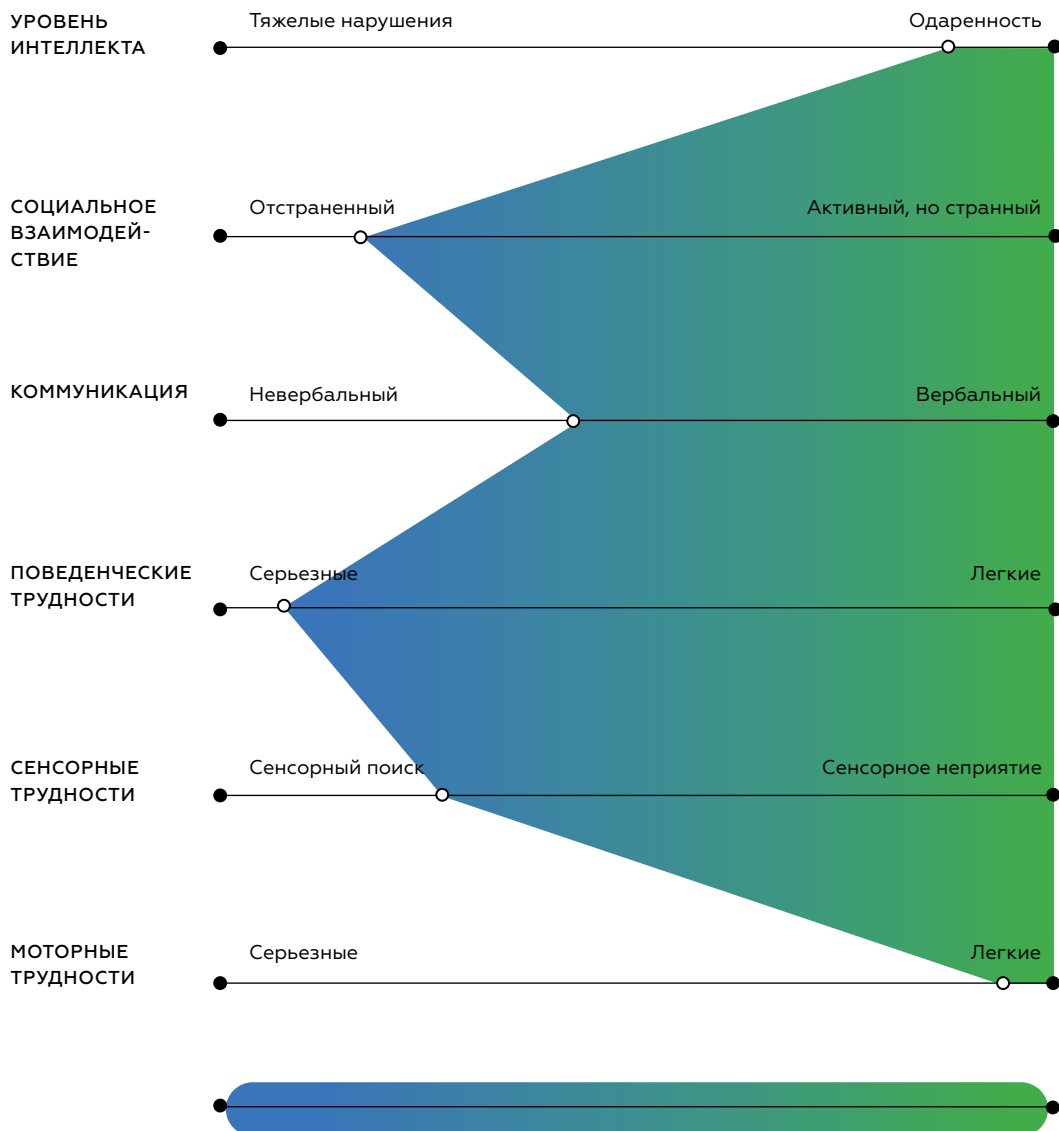 УРОВЕНЬ
ИНТЕЛЛЕКТА
Тяжелые нарушения
Одаренность
СОЦИАЛЬНОЕ
ВЗАИМОДЕЙ-
СТВИЕ
Отстраненный
Активный, но странный
КОММУНИКАЦИЯ
Невербальный
Вербальный
ПОВЕДЕНЧЕСКИЕ
ТРУДНОСТИ
Серьезные
Легкие
СЕНСОРНЫЕ
ТРУДНОСТИ
Сенсорный поиск
Сенсорное неприятие
МОТОРНЫЕ
ТРУДНОСТИ
Серьезные
Легкие